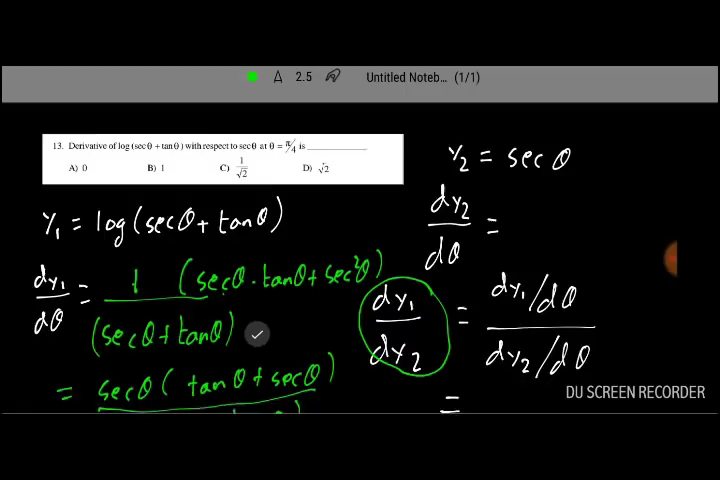 2.5 Untitled Noteb... (1/1)
13. Derivative of log (secθ + tanθ) with respect to secθ at θ = π/4 is ____________
A) 0 B) 1 C) 1/√2 D) √2
y₁ = log(secθ + tanθ)
dy₁/dθ = 1/(secθ + tanθ) (secθ · tanθ + sec²θ)
= secθ( tanθ + secθ)
y₂ = secθ
dy₂/dθ =
dy₁/dy₂ = dy₁/dθ / dy₂/dθ
=
DU SCREEN RECORDER